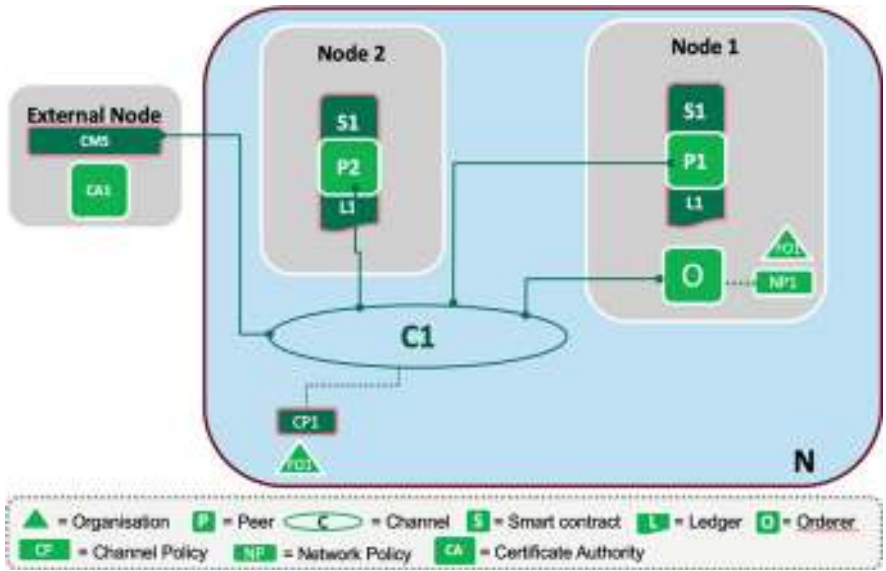 Node 2
Node 1
External Node
CMS
CA1
S1
P2
L1
S1
P1
L1
O
NP1
C1
CP1
N
= Organisation P = Peer C = Channel S = Smart contract L = Ledger O = Orderer
CP = Channel Policy NP = Network Policy CA = Certificate Authority